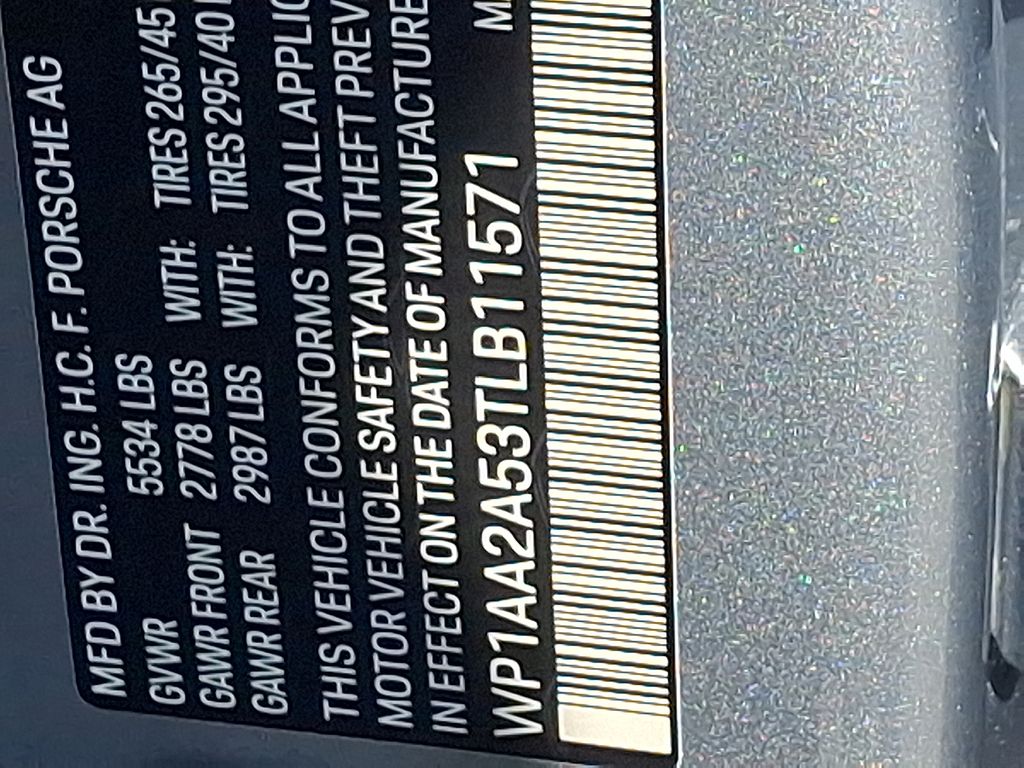 MFD BY DR. ING. H.C. F. PORSCHE AG
GVWR 5534 LBS WITH: TIRES 265/45
GAWR FRONT 2778 LBS WITH: TIRES 295/40
GAWR REAR 2987 LBS
THIS VEHICLE CONFORMS TO ALL
MOTOR VEHICLE SAFETY AND THEFT
IN EFFECT ON THE DATE OF MANUFACTURE
WP1AA2A53TLB11571